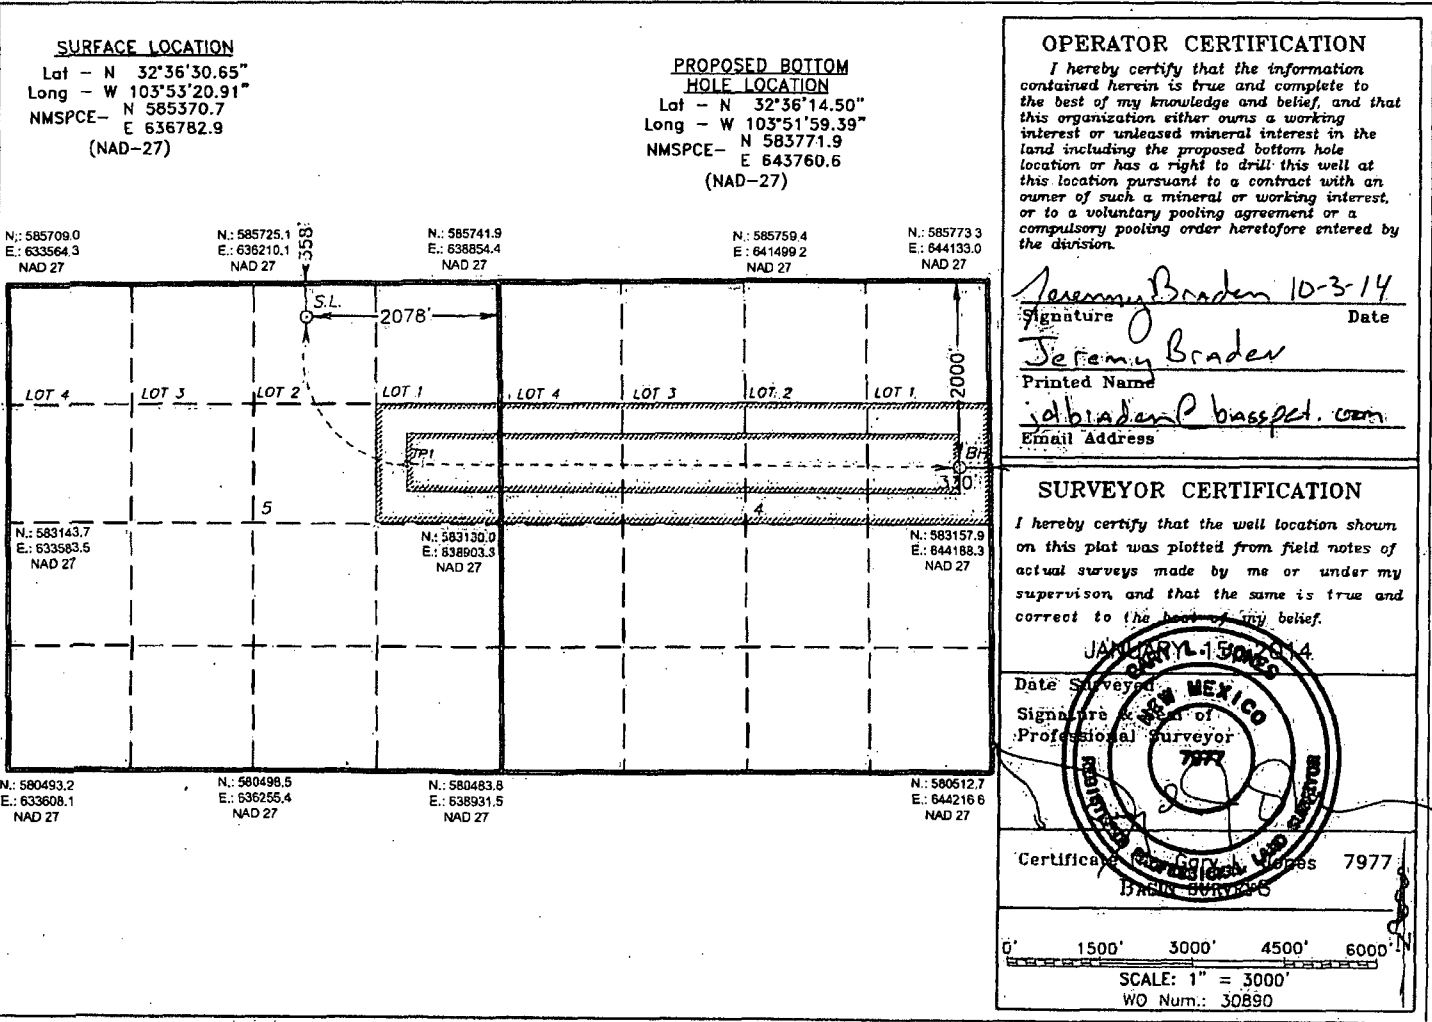 SURFACE LOCATION
Lat – N 32°36'30.65"
Long – W 103°53'20.91"
NMSPCE– N 585370.7
E 636782.9
(NAD–27)
PROPOSED BOTTOM
HOLE LOCATION
Lat – N 32°36'14.50"
Long – W 103°51'59.39"
NMSPCE– N 583771.9
E 643760.6
(NAD–27)
N.: 585709.0
E.: 633564.3
NAD 27
N.: 585725.1
E.: 636210.1
NAD 27
358'
N.: 585741.9
E.: 638854.4
NAD 27
N.: 585759.4
E.: 641499.2
NAD 27
N.: 585773.3
E.: 644133.0
NAD 27
S.L.
2078'
2000'
LOT 4 LOT 3 LOT 2 LOT 1 LOT 4 LOT 3 LOT 2 LOT 1
TP1
BH
330'
5
4
N.: 583143.7
E.: 633583.5
NAD 27
N.: 583130.0
E.: 638903.3
NAD 27
N.: 583157.9
E.: 644188.3
NAD 27
N.: 580493.2
E.: 633608.1
NAD 27
N.: 580498.5
E.: 636255.4
NAD 27
N.: 580483.8
E.: 638931.5
NAD 27
N.: 580512.7
E.: 644216.6
NAD 27
OPERATOR CERTIFICATION
I hereby certify that the information
contained herein is true and complete to
the best of my knowledge and belief, and that
this organization either owns a working
interest or unleased mineral interest in the
land including the proposed bottom hole
location or has a right to drill this well at
this location pursuant to a contract with an
owner of such a mineral or working interest,
or to a voluntary pooling agreement or a
compulsory pooling order heretofore entered by
the division.
Jeremy Braden 10-3-14
Signature Date
Jeremy Braden
Printed Name
jdbraden@basspet.com
Email Address
SURVEYOR CERTIFICATION
I hereby certify that the well location shown
on this plat was plotted from field notes of
actual surveys made by me or under my
supervison, and that the same is true and
correct to the best of my belief.
JANUARY 15, 2014
Date Surveyed
Signature & Seal of
Professional Surveyor
GARY L. JONES
NEW MEXICO
7977
REGISTERED PROFESSIONAL LAND SURVEYOR
Certificate Gary L. Jones 7977
BASIN SURVEYS
0' 1500' 3000' 4500' 6000'
N
SCALE: 1" = 3000'
WO Num.: 30890